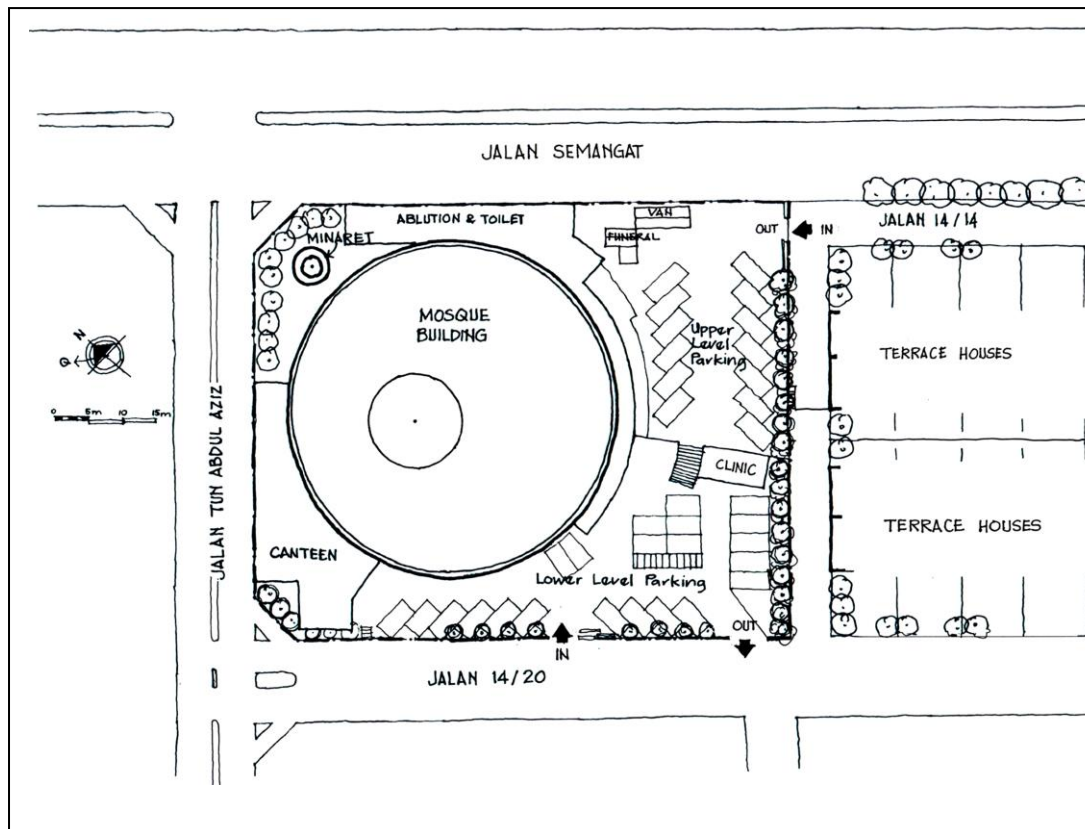 JALAN SEMANGAT
ABLUTION & TOILET
VAN
FUNERAL
OUT
IN
JALAN 14/14
MINARET
MOSQUE
BUILDING
Upper
Level
Parking
TERRACE HOUSES
N
Q
0 5m 10 15m
JALAN TUN ABDUL AZIZ
CLINIC
TERRACE HOUSES
CANTEEN
Lower Level Parking
OUT
IN
JALAN 14/20